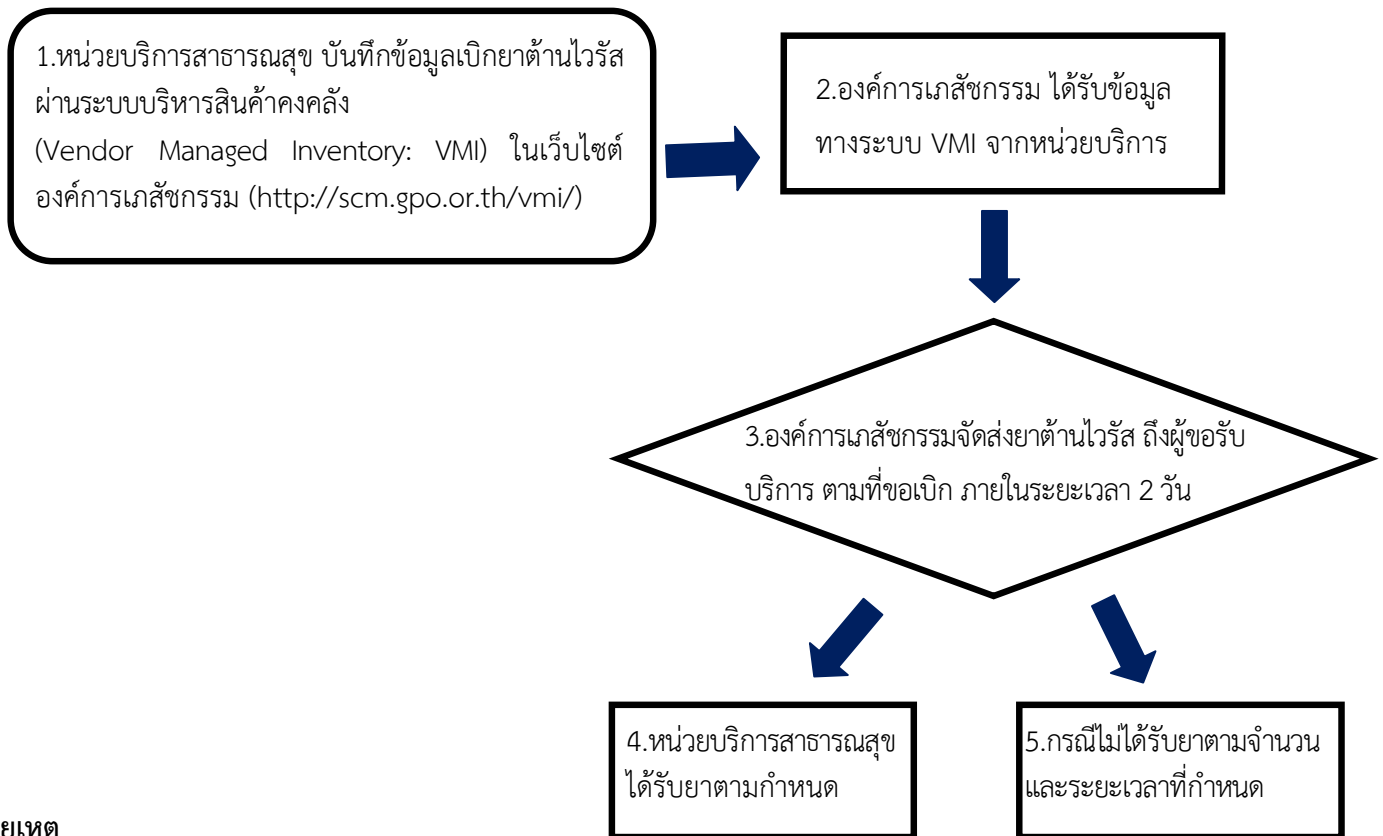 1.หน่วยบริการสาธารณสุข บันทึกข้อมูลเบิกยาต้านไวรัส
ผ่านระบบบริหารสินค้าคงคลัง
(Vendor Managed Inventory: VMI) ในเว็บไซต์
องค์การเภสัชกรรม (http://scm.gpo.or.th/vmi/)
2.องค์การเภสัชกรรม ได้รับข้อมูล
ทางระบบ VMI จากหน่วยบริการ
3.องค์การเภสัชกรรมจัดส่งยาต้านไวรัส ถึงผู้ขอรับ
บริการ ตามที่ขอเบิก ภายในระยะเวลา 2 วัน
4.หน่วยบริการสาธารณสุข
ได้รับยาตามกำหนด
5.กรณีไม่ได้รับยาตามจำนวน
และระยะเวลาที่กำหนด
ยเหต